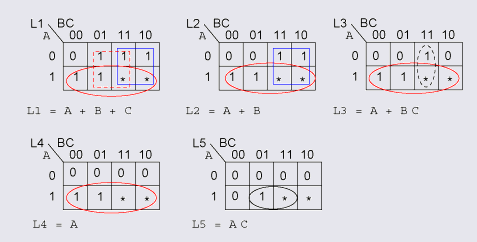 L1 BC
A 00 01 11 10
0 0 1 1 1
1 1 1 * *
L1 = A + B + C
L2 BC
A 00 01 11 10
0 0 0 1 1
1 1 1 * *
L2 = A + B
L3 BC
A 00 01 11 10
0 0 0 1 0
1 1 1 * *
L3 = A + B C
L4 BC
A 00 01 11 10
0 0 0 0 0
1 1 1 * *
L4 = A
L5 BC
A 00 01 11 10
0 0 0 0 0
1 0 1 * *
L5 = A C